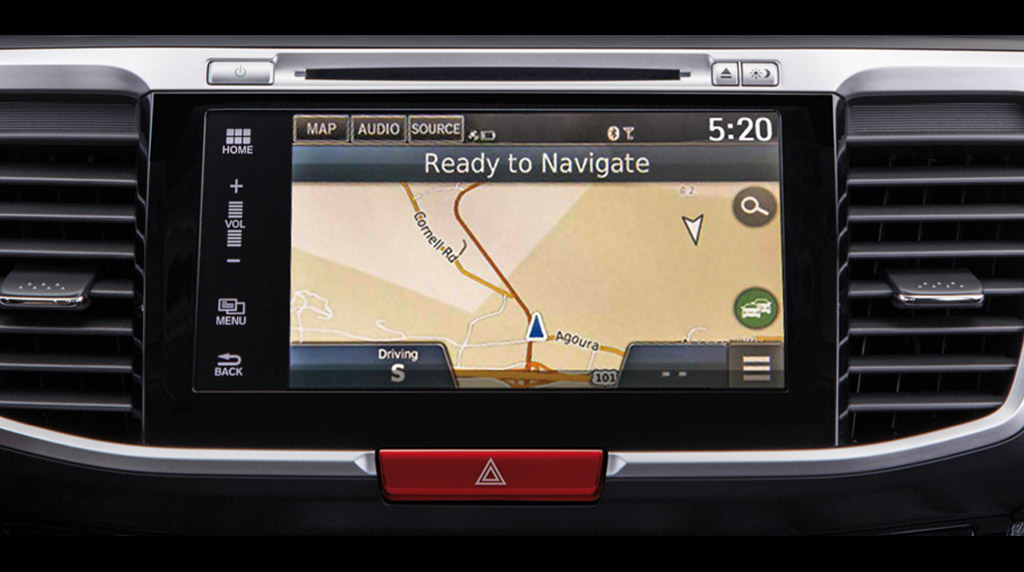 MAP AUDIO SOURCE 5:20
Ready to Navigate
HOME
+
VOL
−
MENU
BACK
Cornell Rd
Agoura
Driving
S
101
--